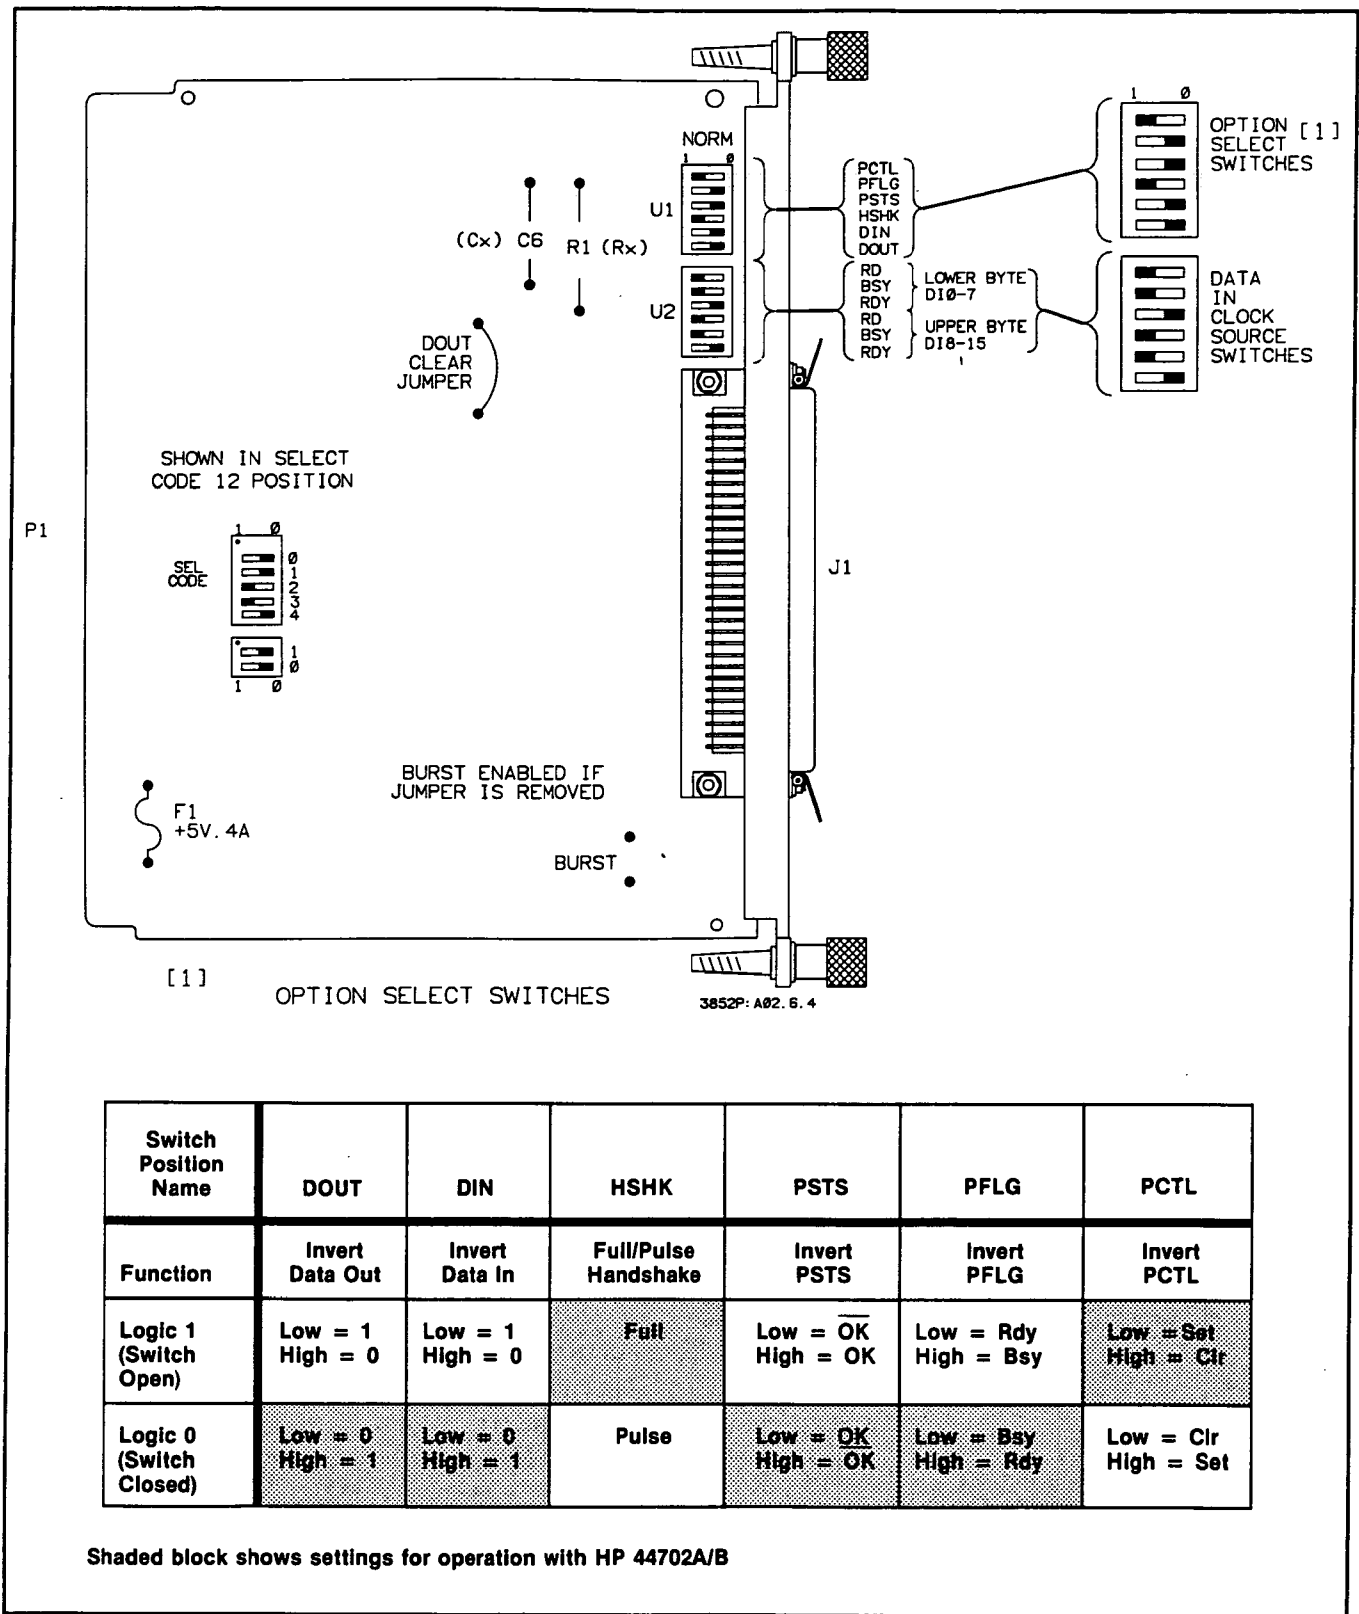 1 Ø
OPTION [1]
SELECT
SWITCHES
NORM
1 Ø
U1
PCTL
PFLG
PSTS
HSHK
DIN
DOUT
(Cx) C6
R1 (Rx)
U2
RD
BSY
RDY
RD
BSY
RDY
LOWER BYTE
DIØ-7
UPPER BYTE
DI8-15
DATA
IN
CLOCK
SOURCE
SWITCHES
DOUT
CLEAR
JUMPER
SHOWN IN SELECT
CODE 12 POSITION
P1
1 Ø
SEL
CODE
Ø
1
2
3
4
1
Ø
1 Ø
J1
BURST ENABLED IF
JUMPER IS REMOVED
F1
+5V.4A
BURST
[1]
OPTION SELECT SWITCHES
3852P:A02.6.4
Switch Position Name DOUT DIN HSHK PSTS PFLG PCTL
Function Invert Data Out Invert Data In Full/Pulse Handshake Invert PSTS Invert PFLG Invert PCTL
Logic 1 (Switch Open) Low = 1 High = 0 Low = 1 High = 0 Full Low = O̅K̅ High = OK Low = Rdy High = Bsy Low = Set High = Clr
Logic 0 (Switch Closed) Low = 0 High = 1 Low = 0 High = 1 Pulse Low = OK High = O̅K̅ Low = Bsy High = Rdy Low = Clr High = Set
Shaded block shows settings for operation with HP 44702A/B